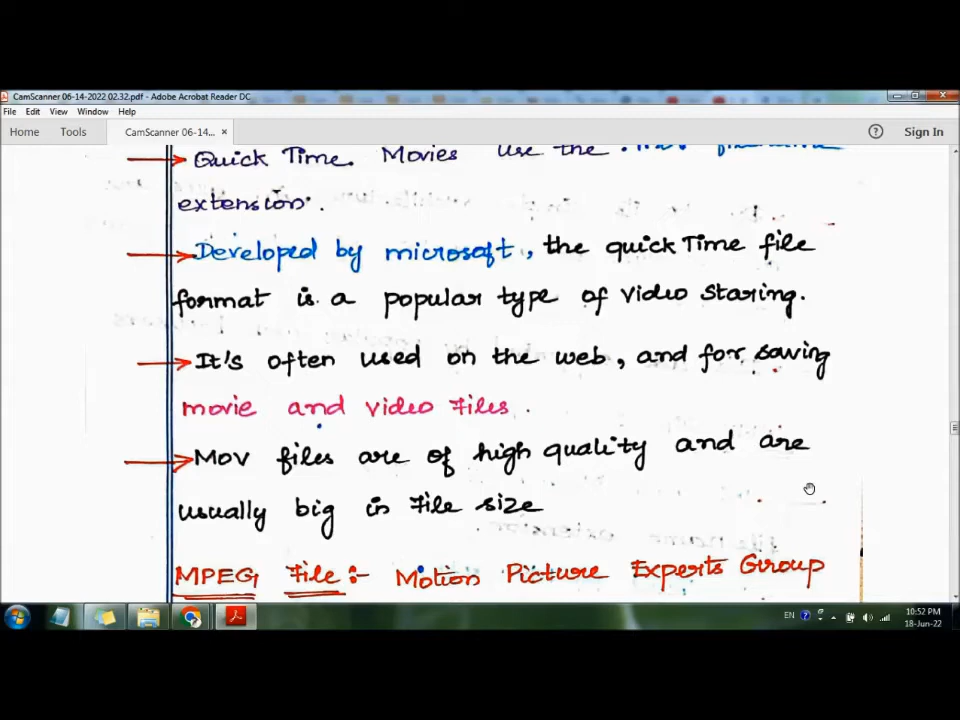 CamScanner 06-14-2022 02.32.pdf - Adobe Acrobat Reader DC
File Edit View Window Help
Home Tools CamScanner 06-14... × Sign In
Quick Time. Movies use the
extension.
Developed by microsoft, the quick Time file
format is a popular type of video staring.
It's often used on the web, and for saving
movie and video Files.
Mov files are of high quality and are
usually big in File size
MPEG File :- Motion Picture Experts Group
EN
10:52 PM
18-Jun-22